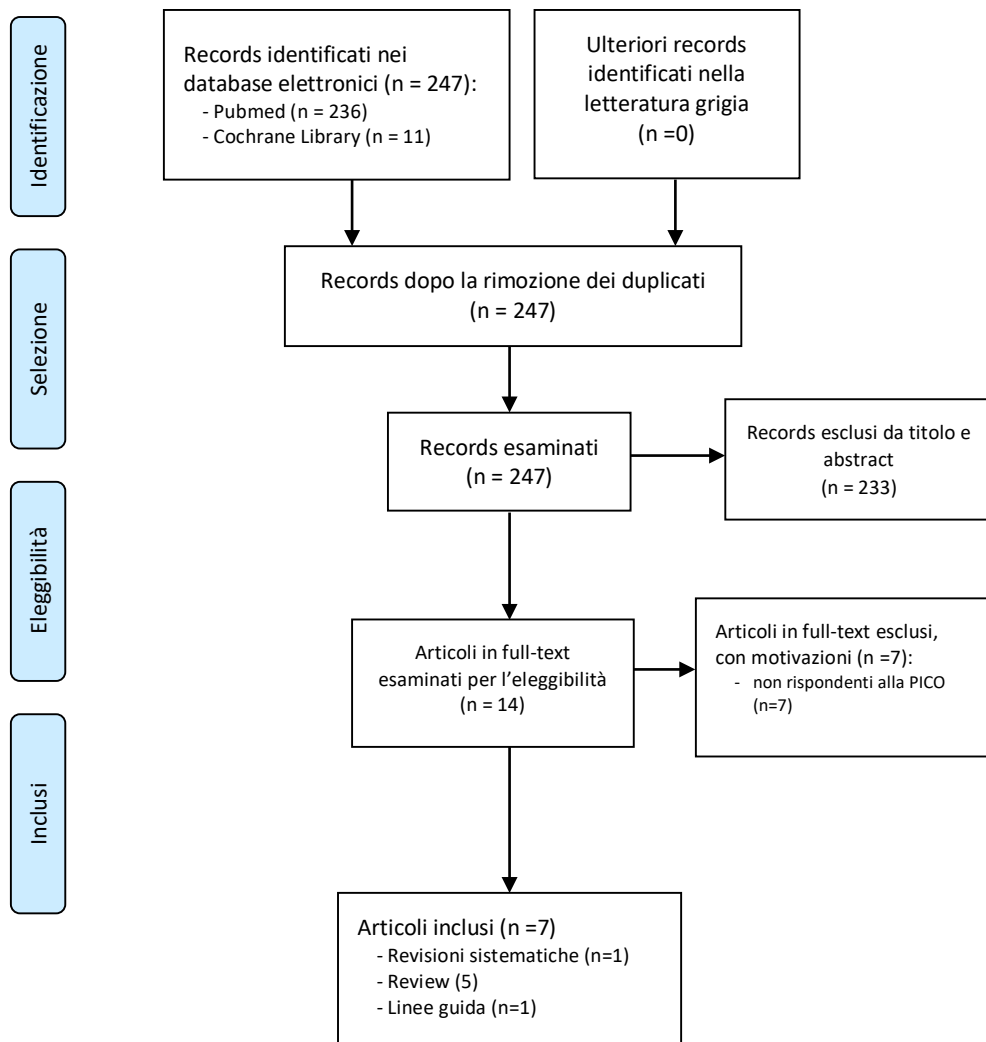 Identificazione
Records identificati nei
database elettronici (n = 247):
- Pubmed (n = 236)
- Cochrane Library (n = 11)
Ulteriori records
identificati nella
letteratura grigia
(n =0)
Selezione
Records dopo la rimozione dei duplicati
(n = 247)
Records esaminati
(n = 247)
Records esclusi da titolo e
abstract
(n = 233)
Eleggibilità
Articoli in full-text
esaminati per l’eleggibilità
(n = 14)
Articoli in full-text esclusi,
con motivazioni (n =7):
- non rispondenti alla PICO
(n=7)
Inclusi
Articoli inclusi (n =7)
- Revisioni sistematiche (n=1)
- Review (5)
- Linee guida (n=1)